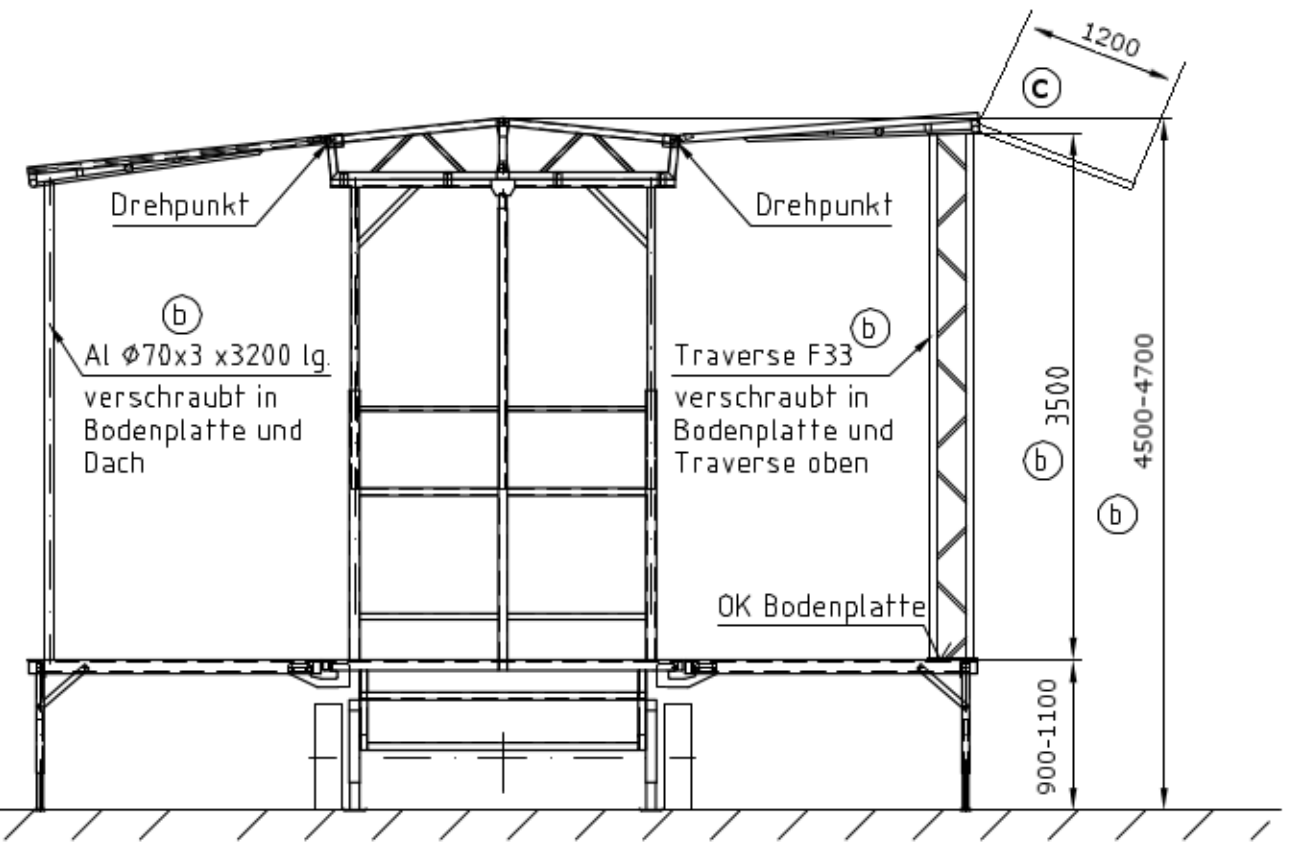 1200
c
Drehpunkt
Drehpunkt
b
Al Ø70x3 x3200 lg.
verschraubt in
Bodenplatte und
Dach
b
Traverse F33
verschraubt in
Bodenplatte und
Traverse oben
3500
b
4500-4700
b
OK Bodenplatte
900-1100